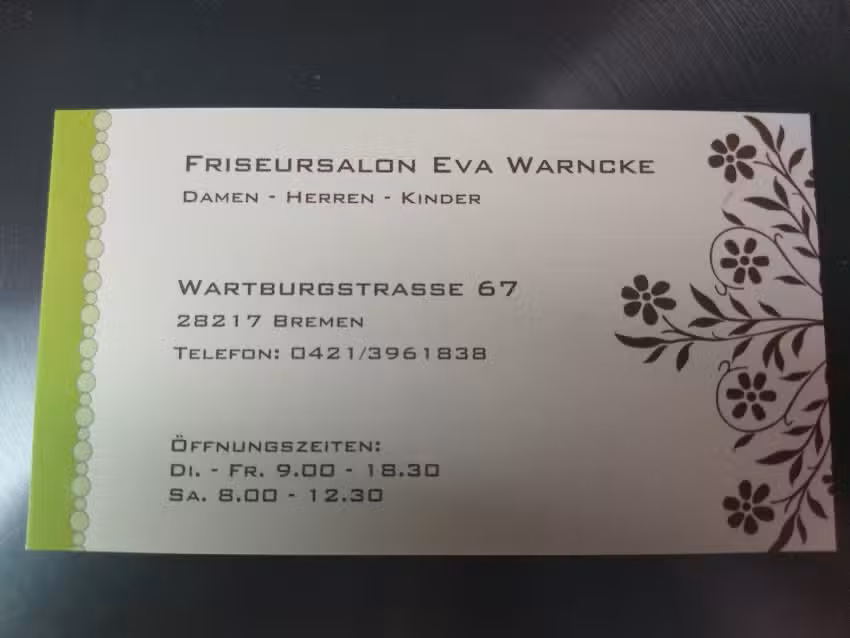 Friseursalon Eva Warncke
Damen - Herren - Kinder
Wartburgstrasse 67
28217 Bremen
Telefon: 0421/3961838
Öffnungszeiten:
Di. - Fr. 9.00 - 18.30
Sa. 8.00 - 12.30